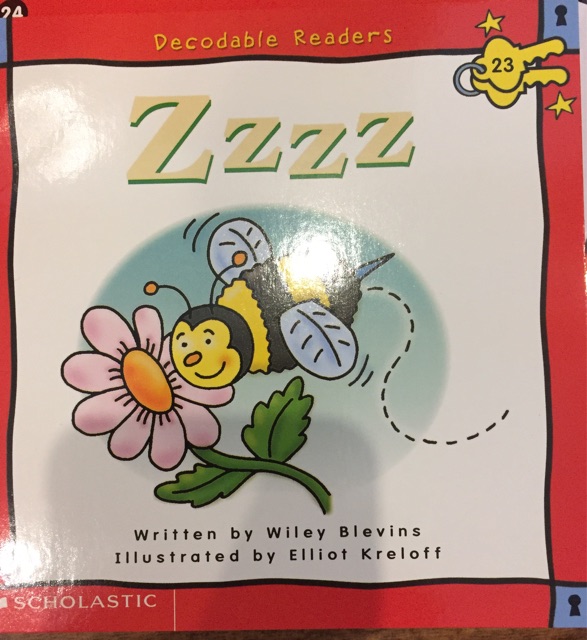 24
Decodable Readers
23
Zzzz
Written by Wiley Blevins
Illustrated by Elliot Kreloff
SCHOLASTIC